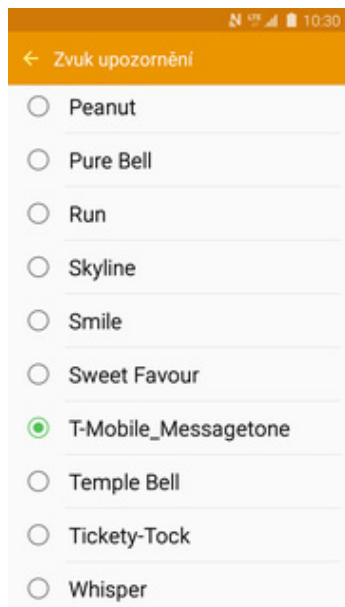 10:30
Zvuk upozornění
Peanut
Pure Bell
Run
Skyline
Smile
Sweet Favour
T-Mobile_Messagetone
Temple Bell
Tickety-Tock
Whisper